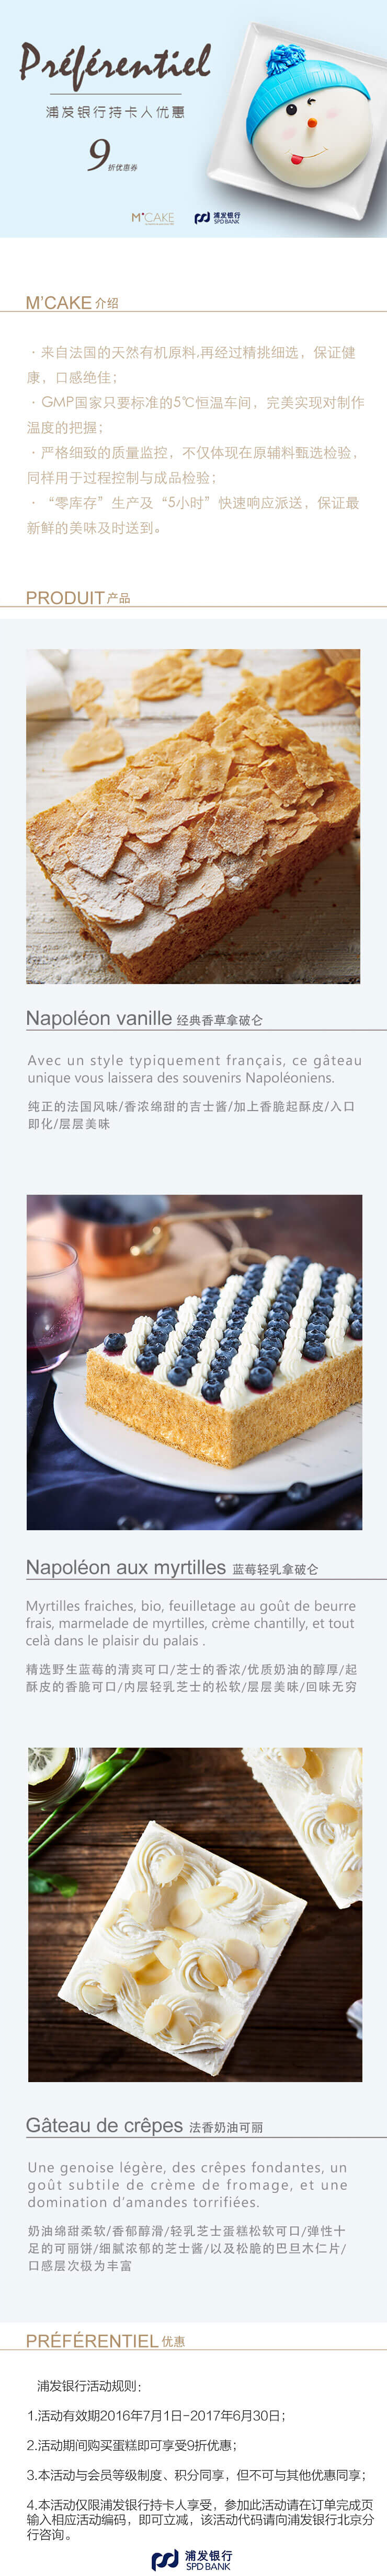 Préférentiel
浦发银行持卡人优惠
9折优惠券
M'CAKE
浦发银行
SPD BANK
M'CAKE 介绍
· 来自法国的天然有机原料,再经过精挑细选，保证健
康，口感绝佳；
· GMP国家只要标准的5℃恒温车间，完美实现对制作
温度的把握；
· 严格细致的质量监控，不仅体现在原辅料甄选检验，
同样用于过程控制与成品检验；
· “零库存”生产及“5小时”快速响应派送，保证最
新鲜的美味及时送到。
PRODUIT 产品
Napoléon vanille 经典香草拿破仑
Avec un style typiquement français, ce gâteau
unique vous laissera des souvenirs Napoléoniens.
纯正的法国风味/香浓绵甜的吉士酱/加上香脆起酥皮/入口
即化/层层美味
Napoléon aux myrtilles 蓝莓轻乳拿破仑
Myrtilles fraiches, bio, feuilletage au goût de beurre
frais, marmelade de myrtilles, crème chantilly, et tout
celà dans le plaisir du palais .
精选野生蓝莓的清爽可口/芝士的香浓/优质奶油的醇厚/起
酥皮的香脆可口/内层轻乳芝士的松软/层层美味/回味无穷
Gâteau de crêpes 法香奶油可丽
Une genoise légère, des crêpes fondantes, un
goût subtile de crème de fromage, et une
domination d'amandes torrifiées.
奶油绵甜柔软/香郁醇滑/轻乳芝士蛋糕松软可口/弹性十
足的可丽饼/细腻浓郁的芝士酱/以及松脆的巴旦木仁片/
口感层次极为丰富
PRÉFÉRENTIEL 优惠
浦发银行活动规则：
1.活动有效期2016年7月1日-2017年6月30日；
2.活动期间购买蛋糕即可享受9折优惠；
3.本活动与会员等级制度、积分同享，但不可与其他优惠同享；
4.本活动仅限浦发银行持卡人享受，参加此活动请在订单完成页
输入相应活动编码，即可立减，该活动代码请向浦发银行北京分
行咨询。
浦发银行
SPD BANK